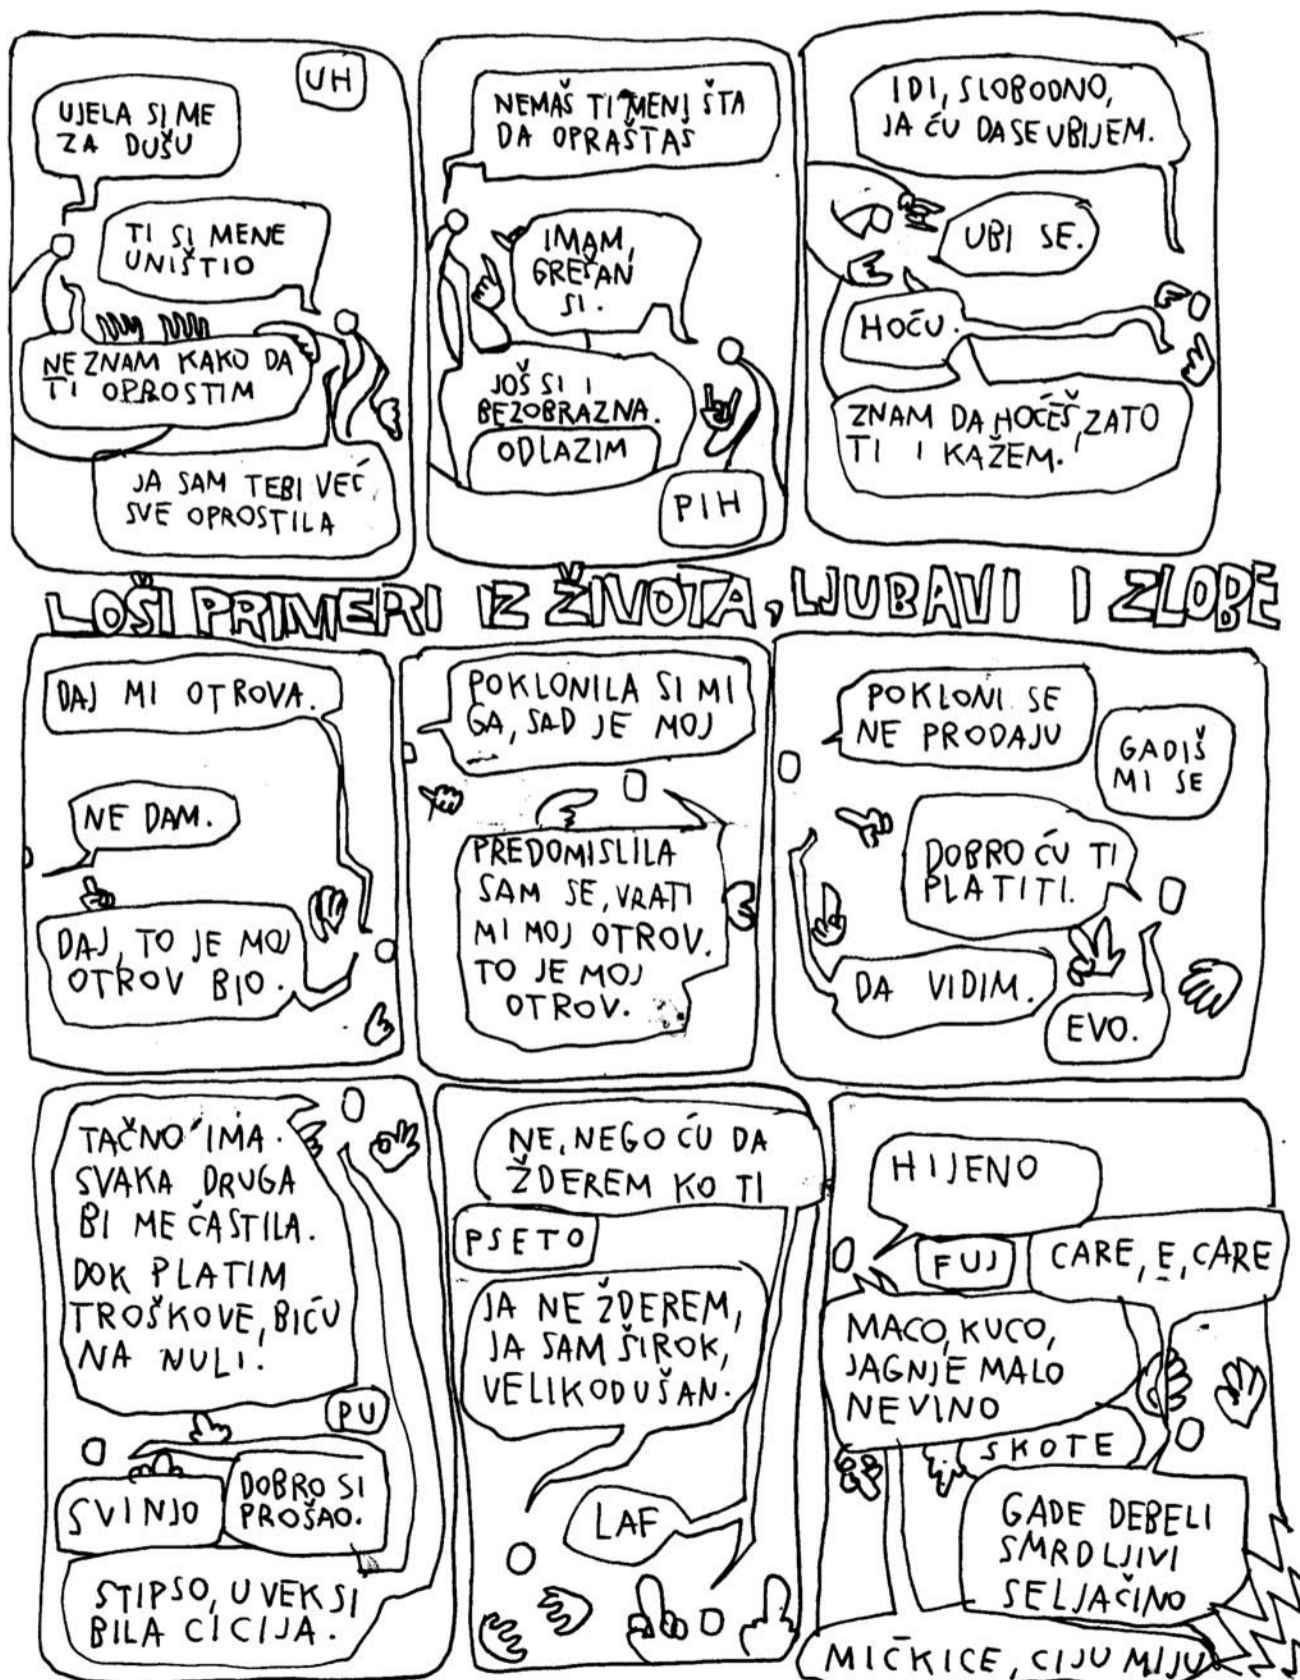 UH
UJELA SI ME
ZA DUŠU
TI SI MENE
UNIŠTIO
NE ZNAM KAKO DA
TI OPROSTIM
JA SAM TEBI VEĆ
SVE OPROSTILA
NEMAŠ TI MENI ŠTA
DA OPRAŠTAŠ
IMAM,
GREŠAN
SI.
JOŠ SI I
BEZOBRAZNA.
ODLAZIM
PIH
IDI, SLOBODNO,
JA ĆU DA SE UBIJEM.
UBI SE.
HOĆU.
ZNAM DA HOĆEŠ, ZATO
TI I KAŽEM.
LOŠI PRIMERI IZ ŽIVOTA, LJUBAVI I ZLOBE
DAJ MI OTROVA.
NE DAM.
DAJ, TO JE MOJ
OTROV BIO.
POKLONILA SI MI
GA, SAD JE MOJ
PREDOMISLILA
SAM SE, VRATI
MI MOJ OTROV.
TO JE MOJ
OTROV.
POKLONI SE
NE PRODAJU
GADIŠ
MI SE
DOBRO ĆU TI
PLATITI.
DA VIDIM.
EVO.
TAČNO IMA.
SVAKA DRUGA
BI ME ČASTILA.
DOK PLATIM
TROŠKOVE, BIĆU
NA NULI.
PU
SVINJO
DOBRO SI
PROŠAO.
STIPSO, UVEK SI
BILA CICIJA.
NE, NEGO ĆU DA
ŽDEREM KO TI
PSETO
JA NE ŽDEREM,
JA SAM ŠIROK,
VELIKODUŠAN.
LAF
HIJENO
FUJ
CARE, E, CARE
MACO, KUCO,
JAGNJE MALO
NEVINO
SKOTE
GADE DEBELI
SMRDLJIVI
SELJAČINO
MIČKICE, CIJU MIJU